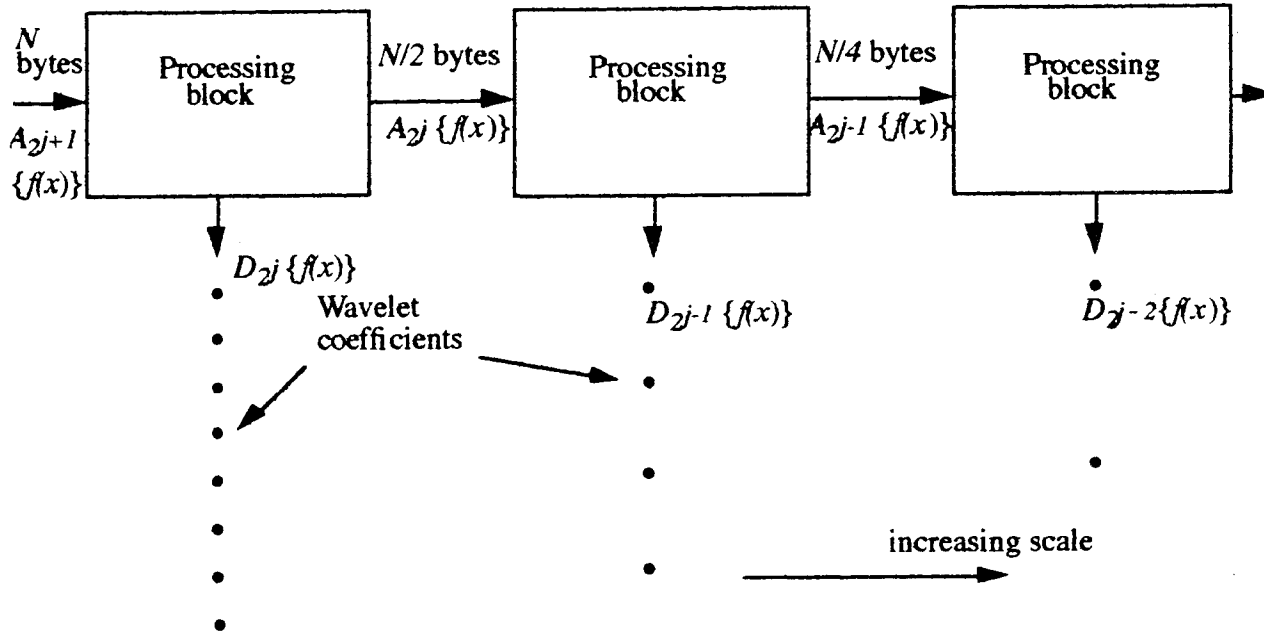 N
bytes
Processing
block
N/2 bytes
Processing
block
N/4 bytes
Processing
block
A2j+1
{f(x)}
A2j {f(x)}
A2j-1 {f(x)}
D2j {f(x)}
Wavelet
coefficients
D2j-1 {f(x)}
D2j-2{f(x)}
increasing scale